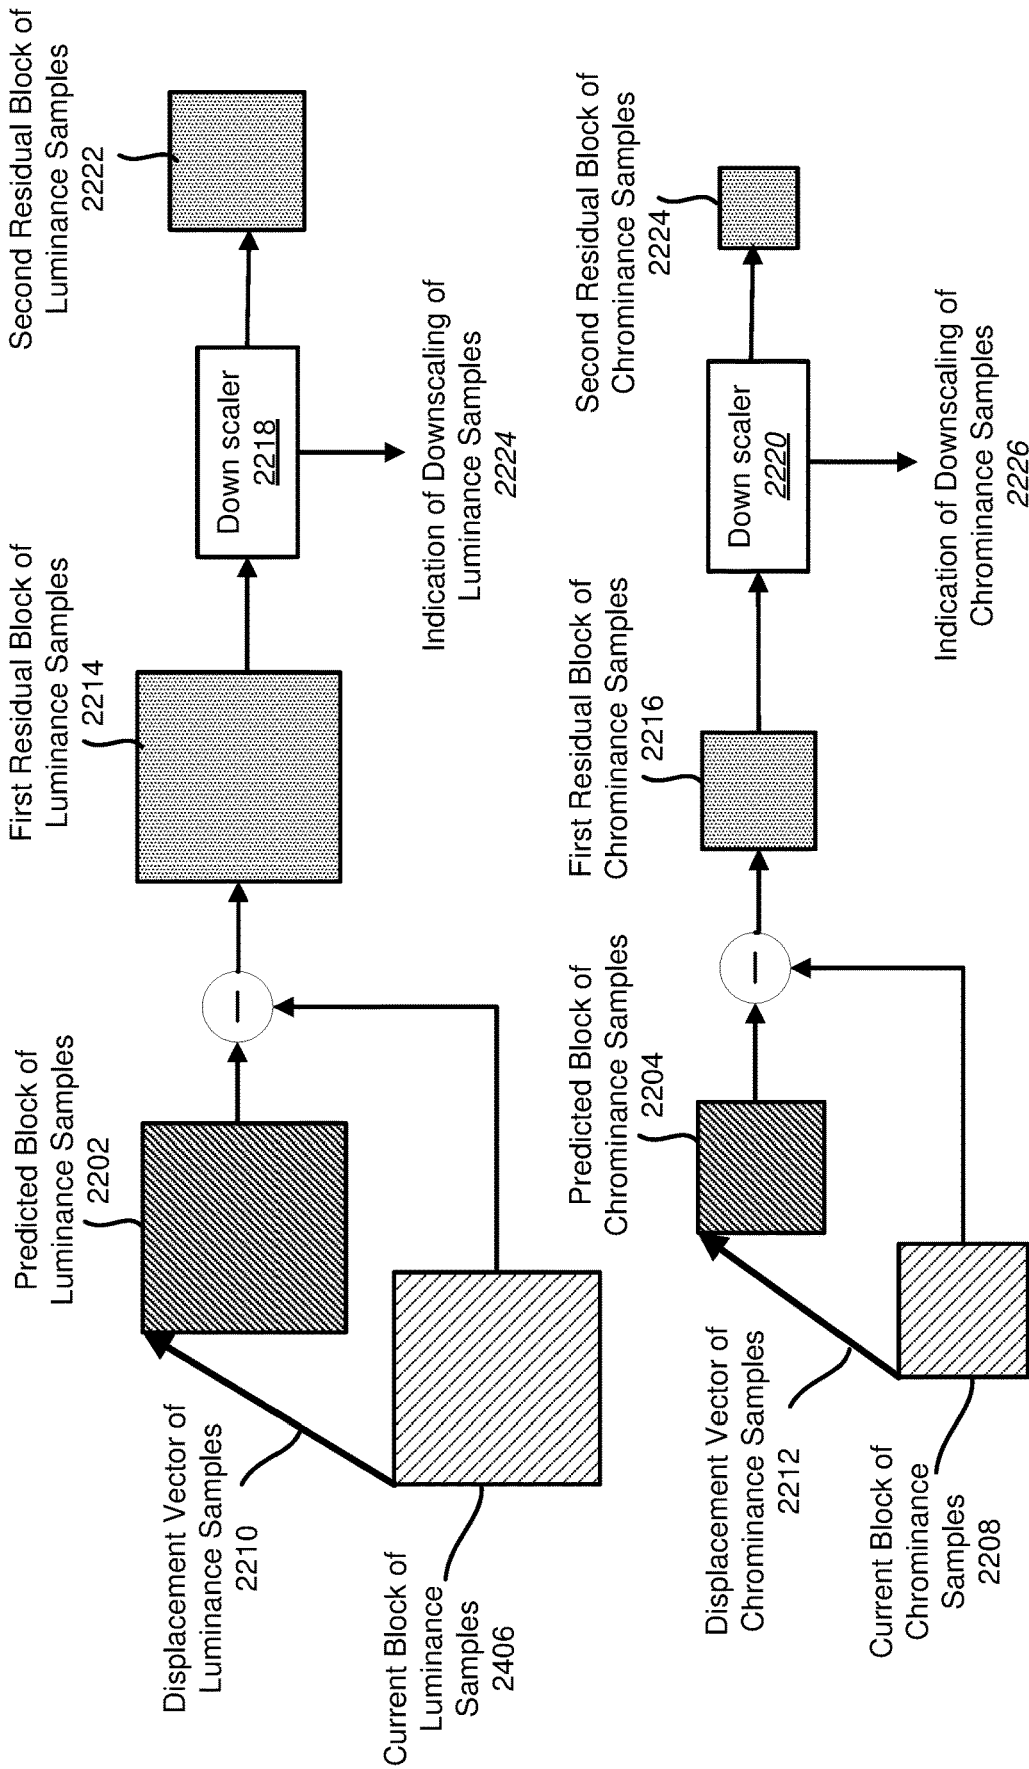 Displacement Vector of
Luminance Samples
2210
Current Block of
Luminance
Samples
2406
Predicted Block of
Luminance Samples
2202
First Residual Block of
Luminance Samples
2214
Down scaler
2218
Indication of Downscaling of
Luminance Samples
2224
Second Residual Block of
Luminance Samples
2222
Displacement Vector of
Chrominance Samples
2212
Current Block of
Chrominance
Samples
2208
Predicted Block of
Chrominance Samples
2204
First Residual Block of
Chrominance Samples
2216
Down scaler
2220
Indication of Downscaling of
Chrominance Samples
2226
Second Residual Block of
Chrominance Samples
2224